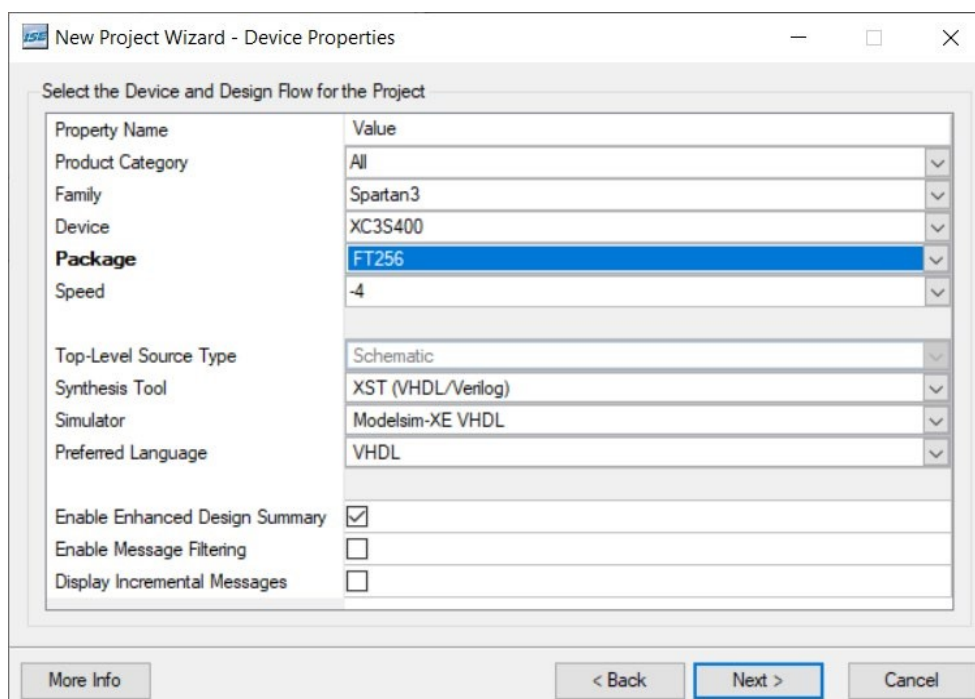 ISE New Project Wizard - Device Properties
Select the Device and Design Flow for the Project
Property Name Value
Product Category All
Family Spartan3
Device XC3S400
Package FT256
Speed -4
Top-Level Source Type Schematic
Synthesis Tool XST (VHDL/Verilog)
Simulator Modelsim-XE VHDL
Preferred Language VHDL
Enable Enhanced Design Summary
Enable Message Filtering
Display Incremental Messages
More Info < Back Next > Cancel